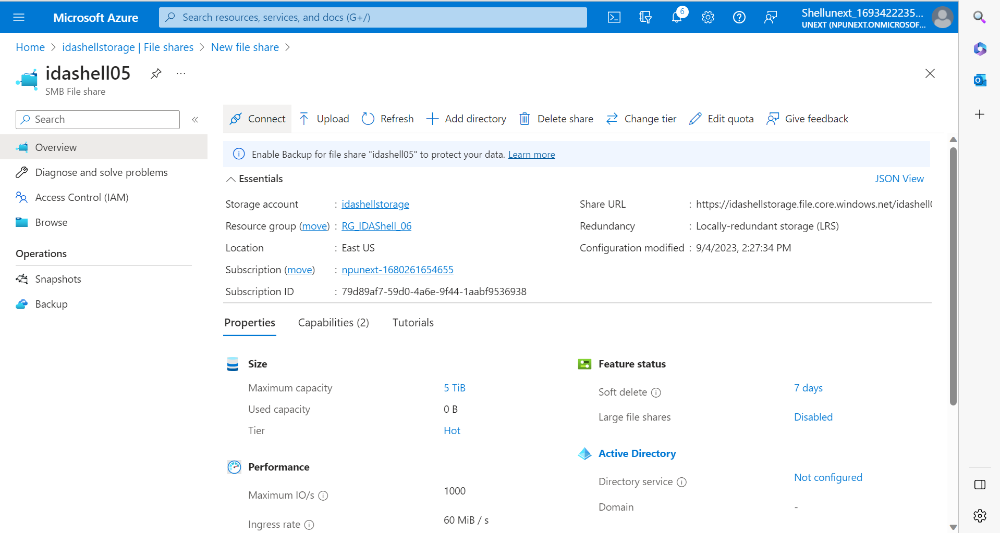 Microsoft Azure
Search resources, services, and docs (G+/)
6
Shellunext_1693422235...
UNEXT (NPUNEXT.ONMICROSOF...
Home > idashellstorage | File shares > New file share >
idashell05
...
SMB File share
Search
«
Overview
Diagnose and solve problems
Access Control (IAM)
Browse
Operations
Snapshots
Backup
Connect
Upload
Refresh
Add directory
Delete share
Change tier
Edit quota
Give feedback
Enable Backup for file share "idashell05" to protect your data. Learn more
Essentials
JSON View
Storage account : idashellstorage
Resource group (move) : RG_IDAShell_06
Location : East US
Subscription (move) : npunext-1680261654655
Subscription ID : 79d89af7-59d0-4a6e-9f44-1aabf9536938
Share URL : https://idashellstorage.file.core.windows.net/idashell
Redundancy : Locally-redundant storage (LRS)
Configuration modified : 9/4/2023, 2:27:34 PM
Properties
Capabilities (2)
Tutorials
Size
Maximum capacity 5 TiB
Used capacity 0 B
Tier Hot
Performance
Maximum IO/s 1000
Ingress rate 60 MiB / s
Feature status
Soft delete 7 days
Large file shares Disabled
Active Directory
Directory service Not configured
Domain -